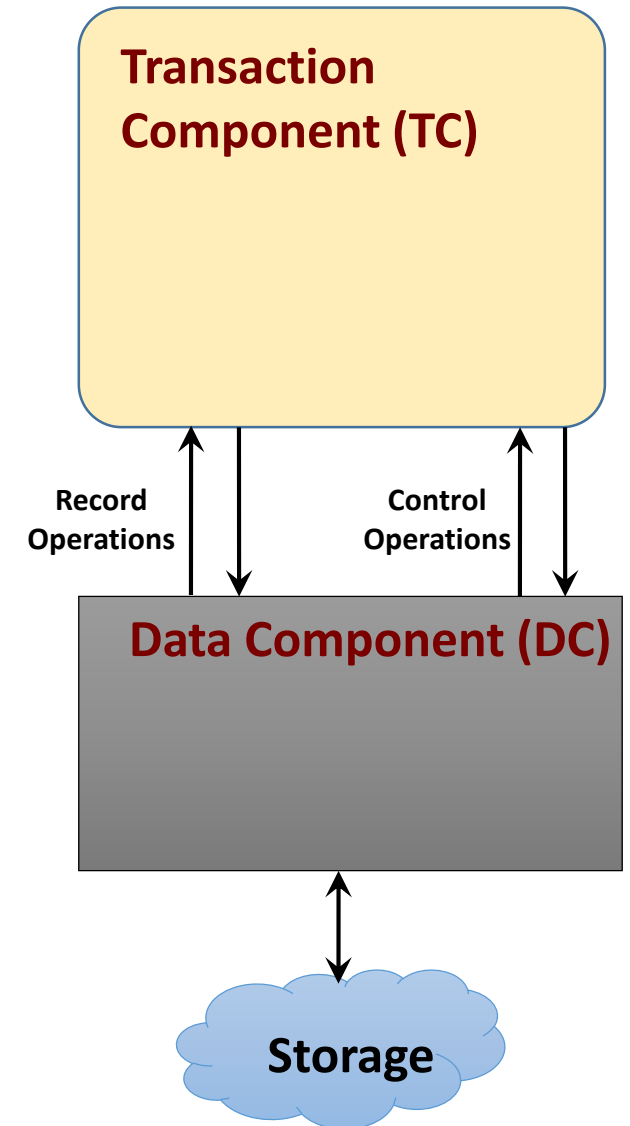 Transaction
Component (TC)
Record
Operations
Control
Operations
Data Component (DC)
Storage